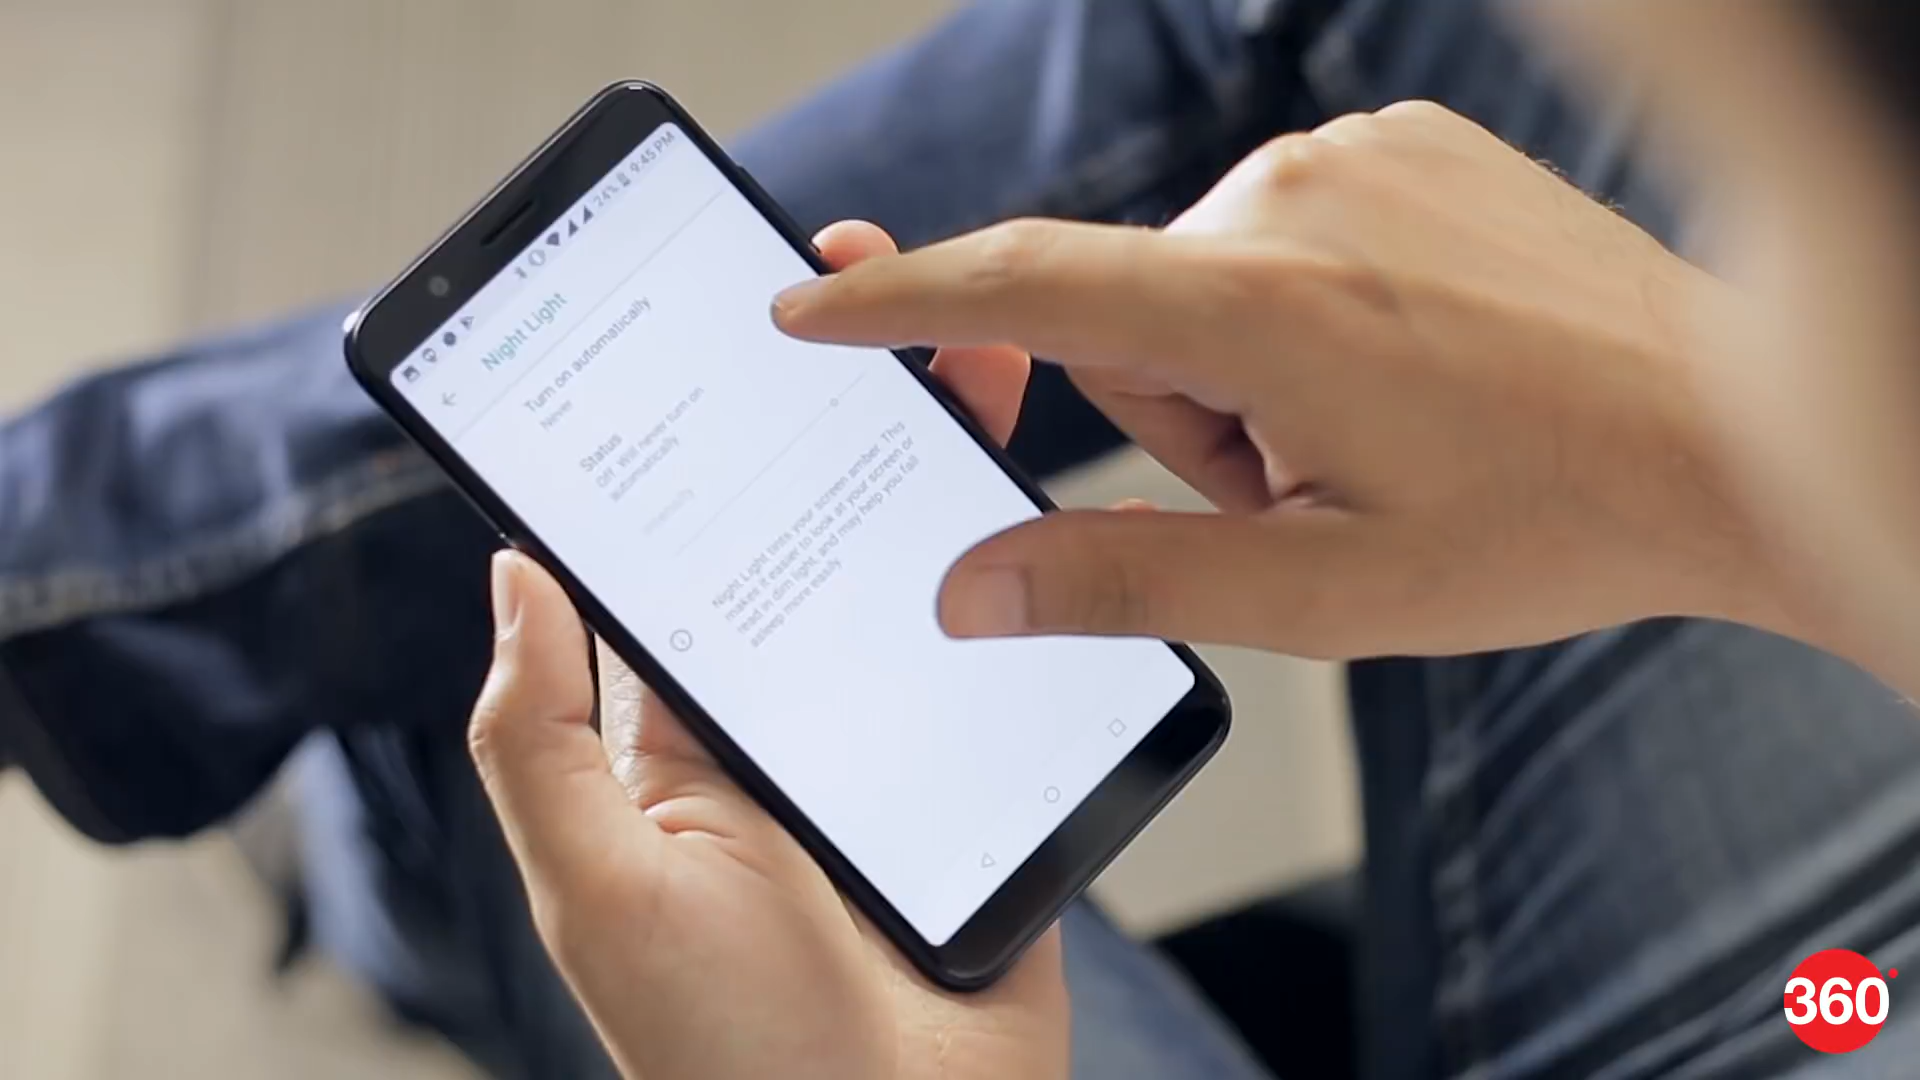 24% 9:45 PM
Night Light
Turn on automatically
Never
Status
Off. Will never turn on
automatically
Intensity
Night Light tints your screen amber. This
makes it easier to look at your screen or
read in dim light, and may help you fall
asleep more easily.
360